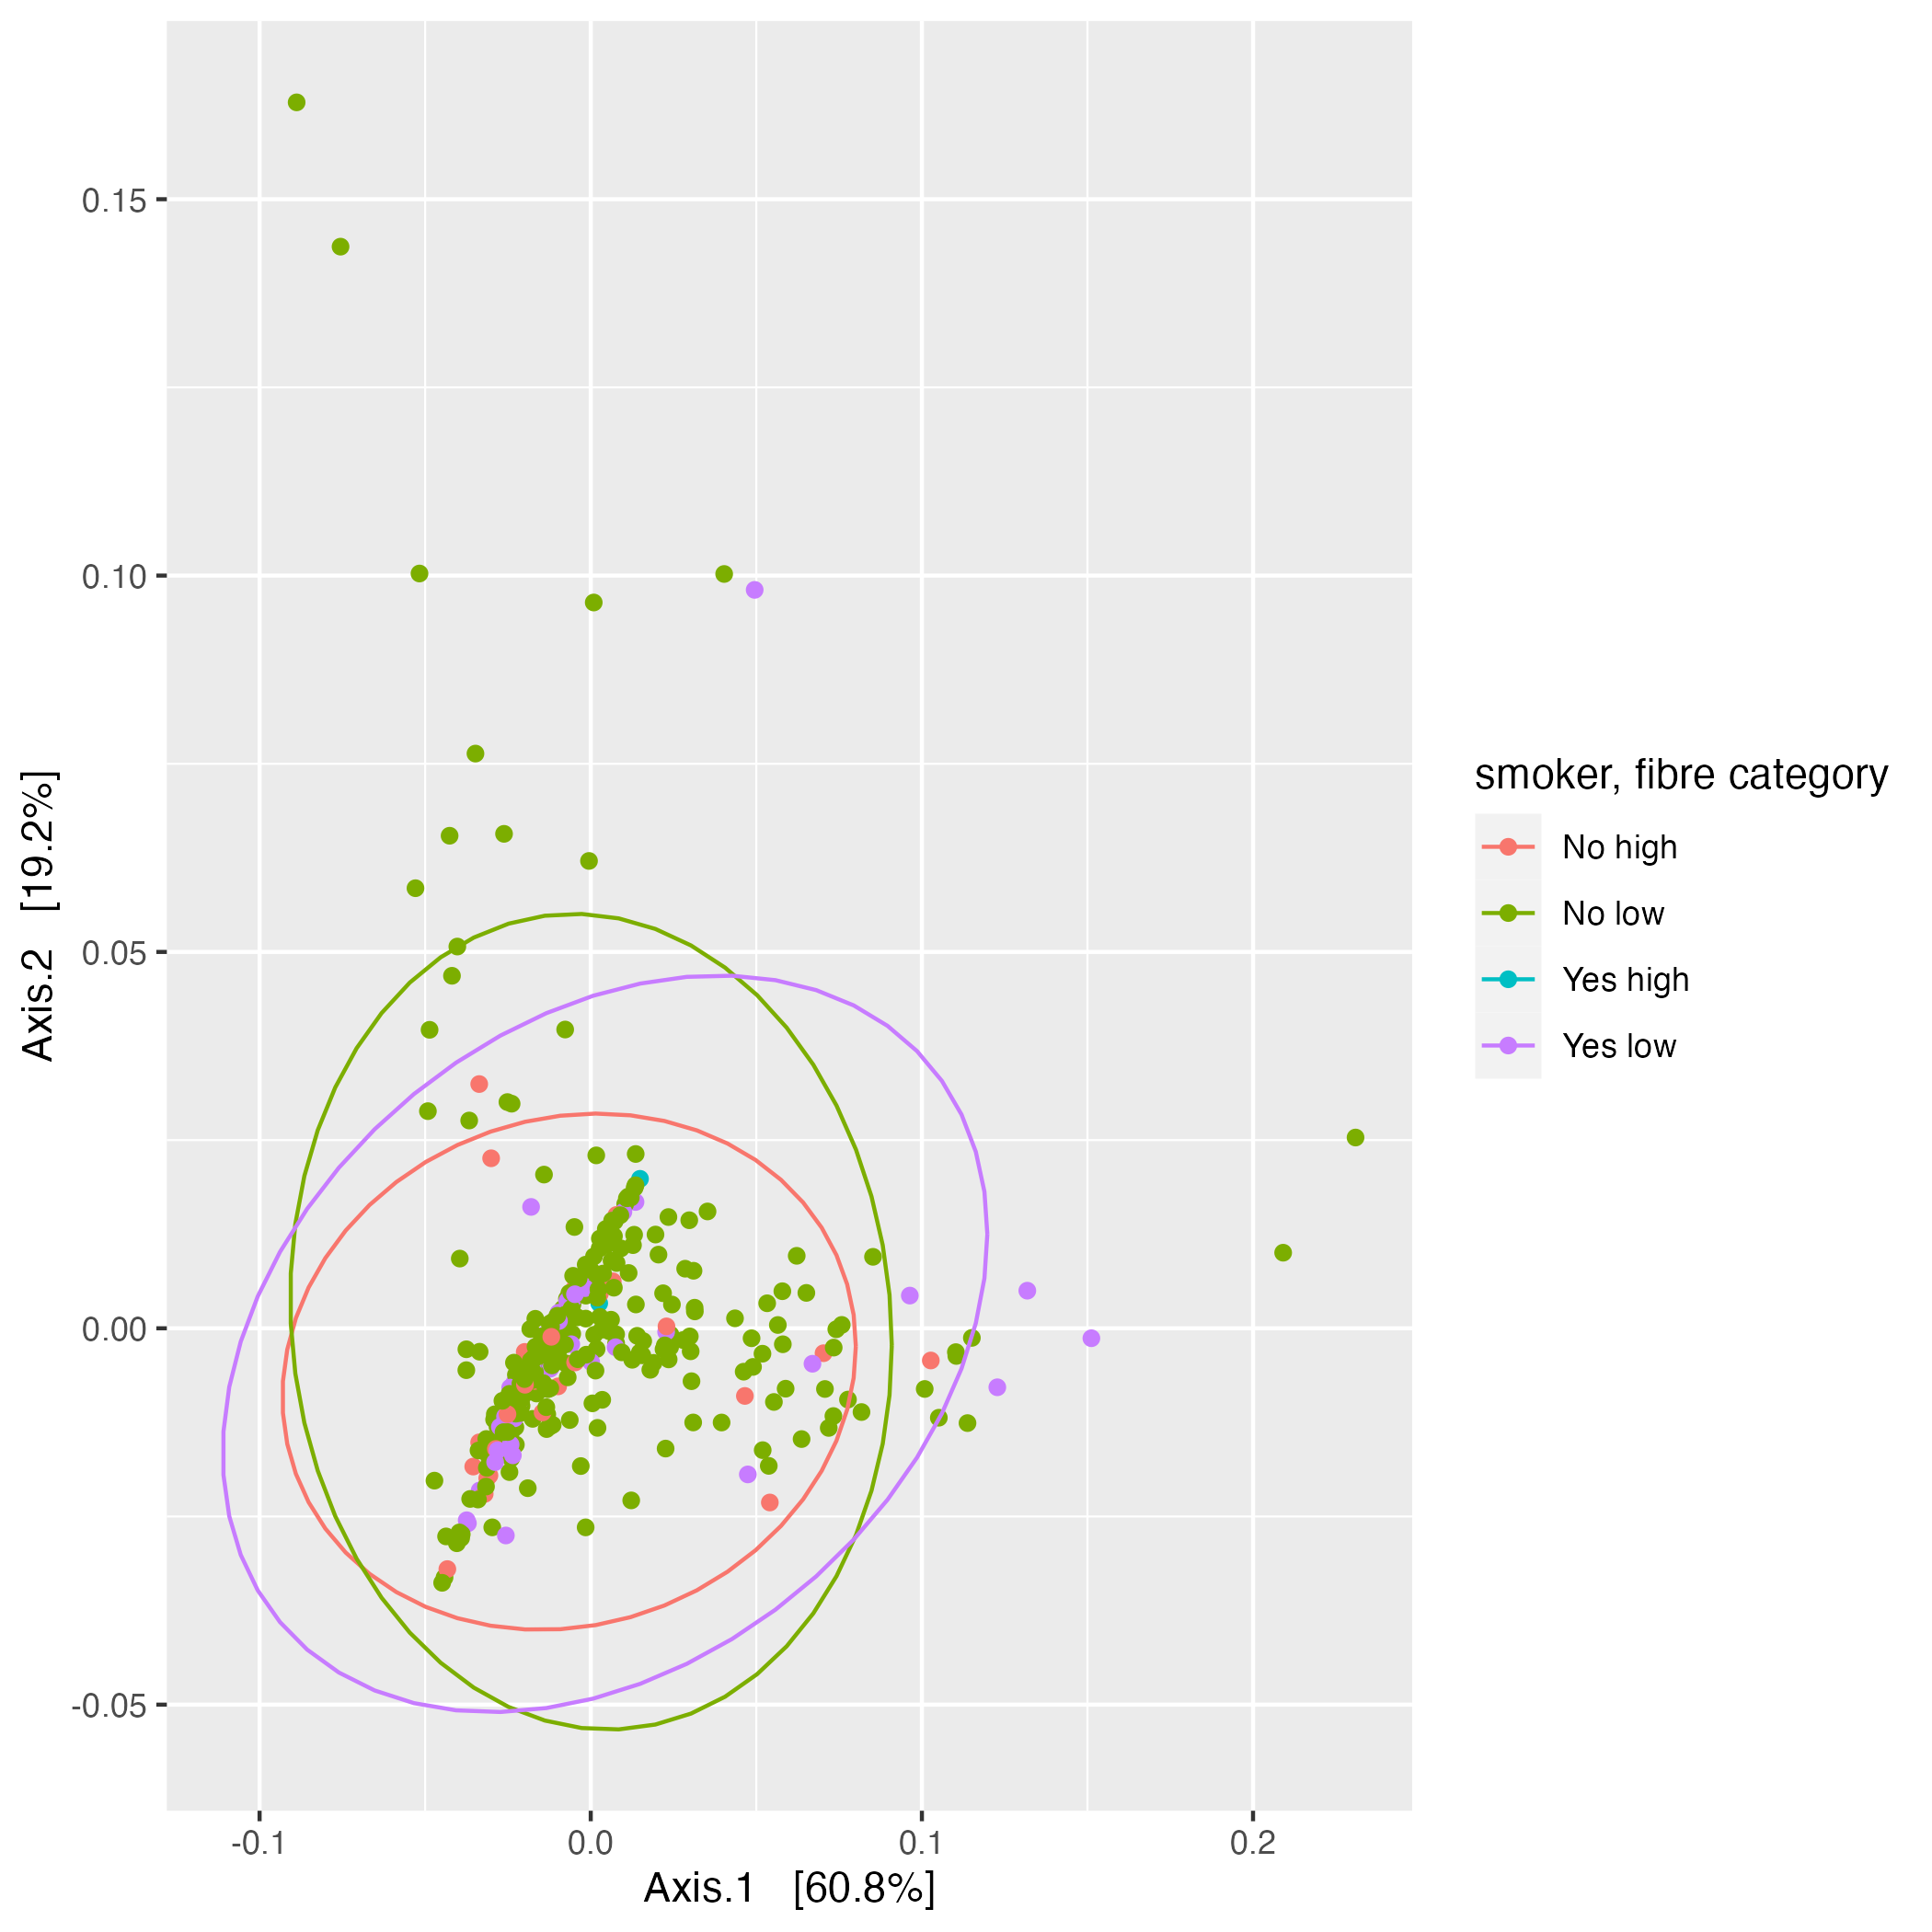 0.15
0.10
0.05
0.00
-0.05
Axis.2 [19.2%]
-0.1
0.0
0.1
0.2
Axis.1 [60.8%]
smoker, fibre category
No high
No low
Yes high
Yes low